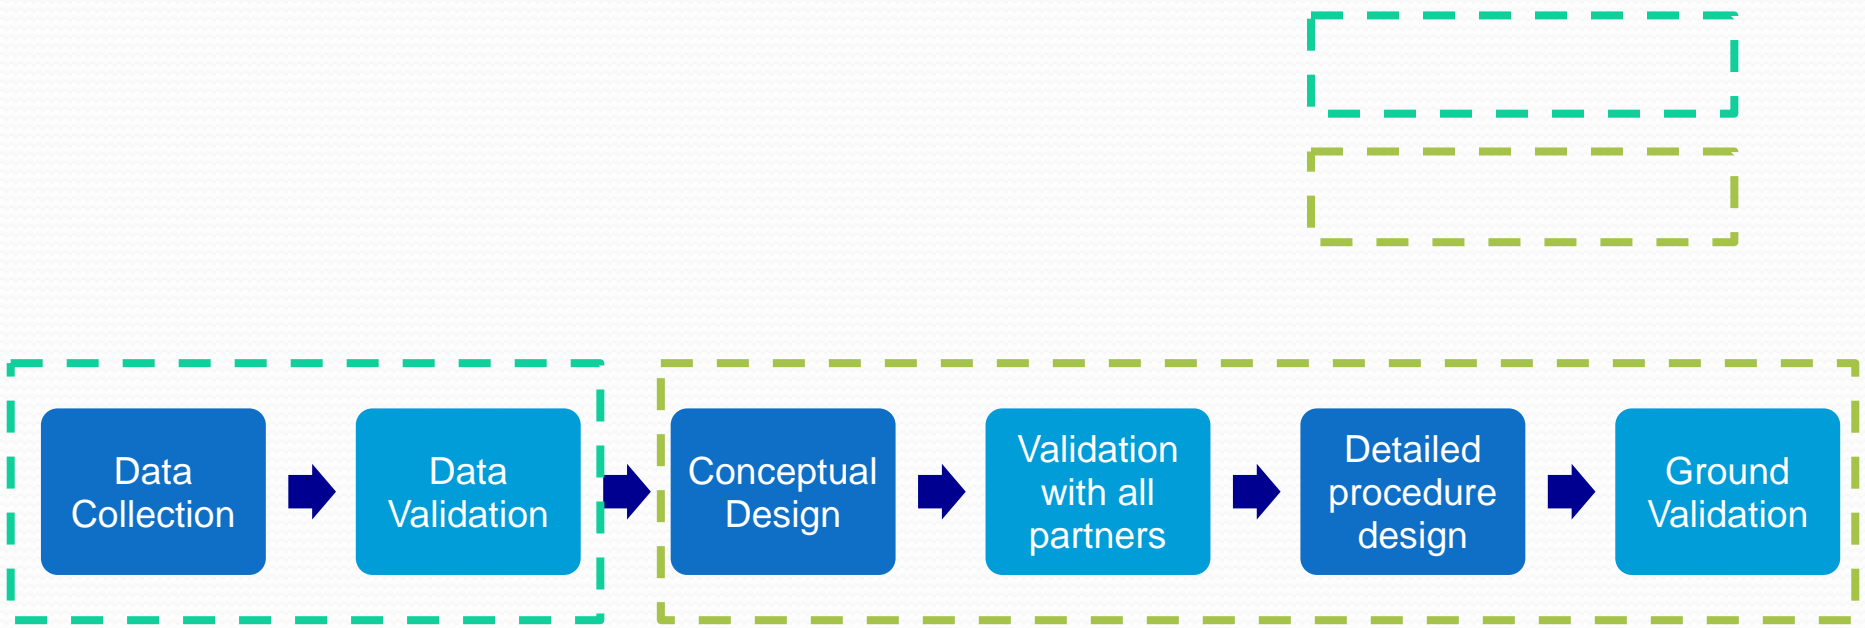 Data
Collection
Data
Validation
Conceptual
Design
Validation
with all
partners
Detailed
procedure
design
Ground
Validation